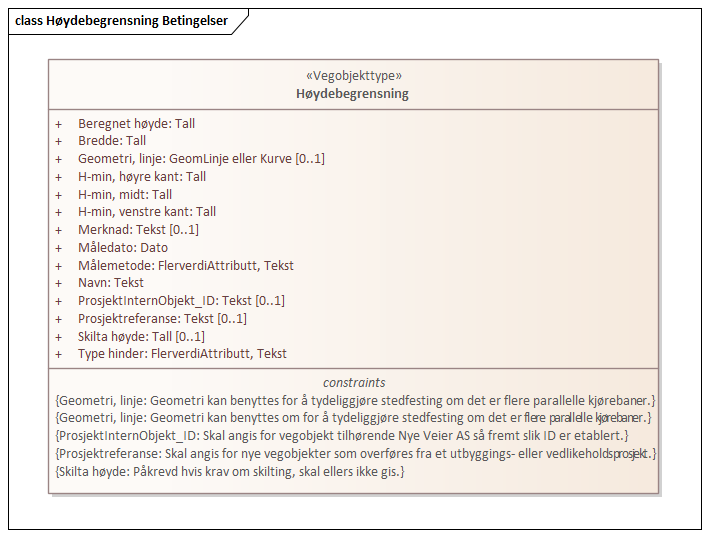 class Høydebegrensning Betingelser
«Vegobjekttype»
Høydebegrensning
+ Beregnet høyde: Tall
+ Bredde: Tall
+ Geometri, linje: GeomLinje eller Kurve [0..1]
+ H-min, høyre kant: Tall
+ H-min, midt: Tall
+ H-min, venstre kant: Tall
+ Merknad: Tekst [0..1]
+ Måledato: Dato
+ Målemetode: FlerverdiAttributt, Tekst
+ Navn: Tekst
+ ProsjektInternObjekt_ID: Tekst [0..1]
+ Prosjektreferanse: Tekst [0..1]
+ Skilta høyde: Tall [0..1]
+ Type hinder: FlerverdiAttributt, Tekst
constraints
{Geometri, linje: Geometri kan benyttes for å tydeliggjøre stedfesting om det er flere parallelle kjørebaner.}
{Geometri, linje: Geometri kan benyttes om for å tydeliggjøre stedfesting om det er flere parallelle kjørebaner.}
{ProsjektInternObjekt_ID: Skal angis for vegobjekt tilhørende Nye Veier AS så fremt slik ID er etablert.}
{Prosjektreferanse: Skal angis for nye vegobjekter som overføres fra et utbyggings- eller vedlikeholdsprosjekt.}
{Skilta høyde: Påkrevd hvis krav om skilting, skal ellers ikke gis.}